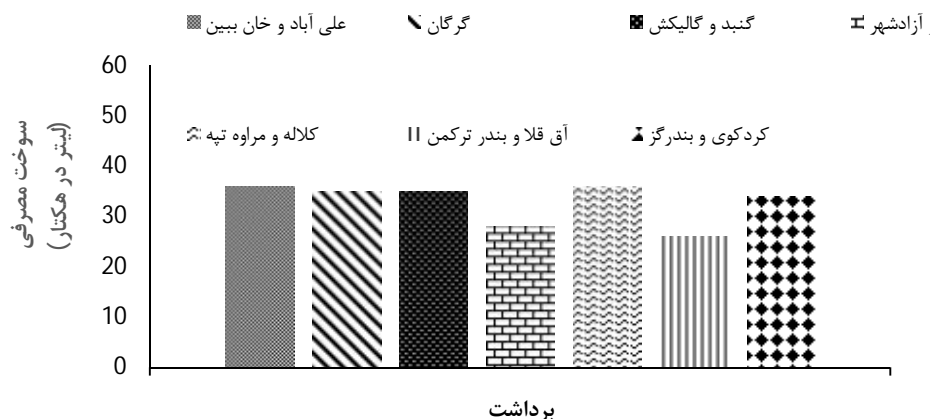 علی آباد و خان ببین
گرگان
گنبد و گالیکش
آزادشهر
60
50
کلاله و مراوه تپه
آق قلا و بندر ترکمن
کردکوی و بندرگز
40
30
20
10
0
سوخت مصرفی
(لیتر در هکتار)
برداشت